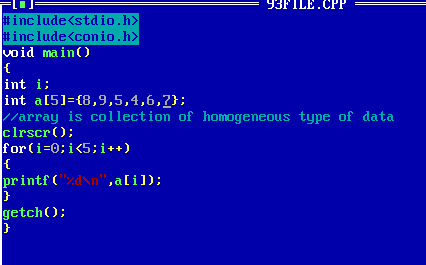 [■] 93FILE.CPP
#include<stdio.h>
#include<conio.h>
void main()
{
int i;
int a[5]={8,9,5,4,6,7};
//array is collection of homogeneous type of data
clrscr();
for(i=0;i<5;i++)
{
printf("%d\n",a[i]);
}
getch();
}